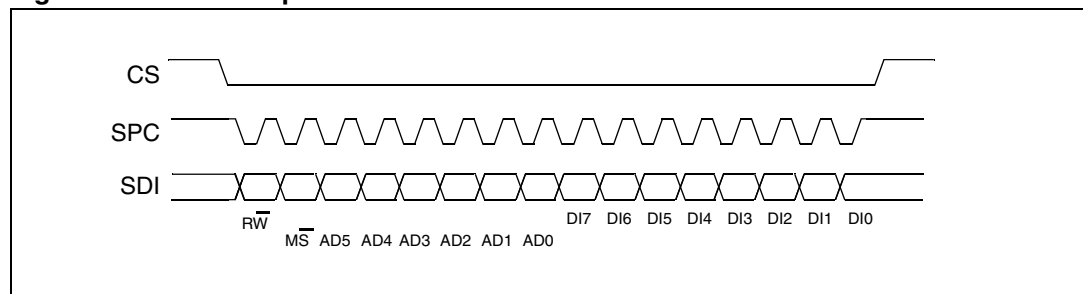 CS
SPC
SDI
RW̅ DI7 DI6 DI5 DI4 DI3 DI2 DI1 DI0
MS̅ AD5 AD4 AD3 AD2 AD1 AD0